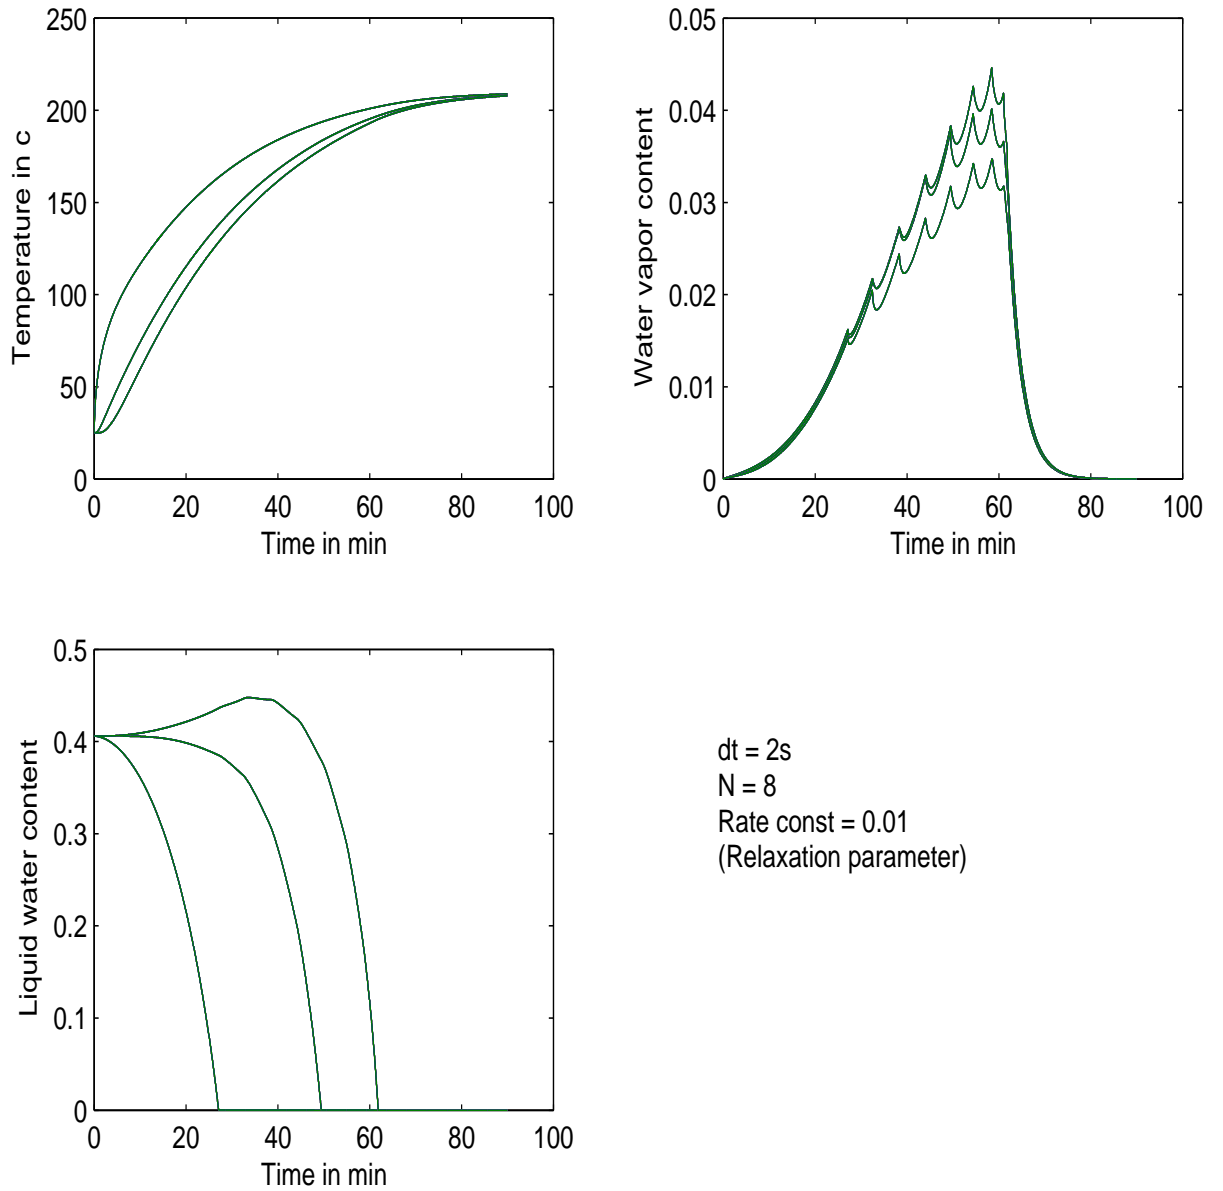 250
200
150
100
50
0
0 20 40 60 80 100
Temperature in c
Time in min
0.05
0.04
0.03
0.02
0.01
0
0 20 40 60 80 100
Water vapor content
Time in min
0.5
0.4
0.3
0.2
0.1
0
0 20 40 60 80 100
Liquid water content
Time in min
dt = 2s
N = 8
Rate const = 0.01
(Relaxation parameter)